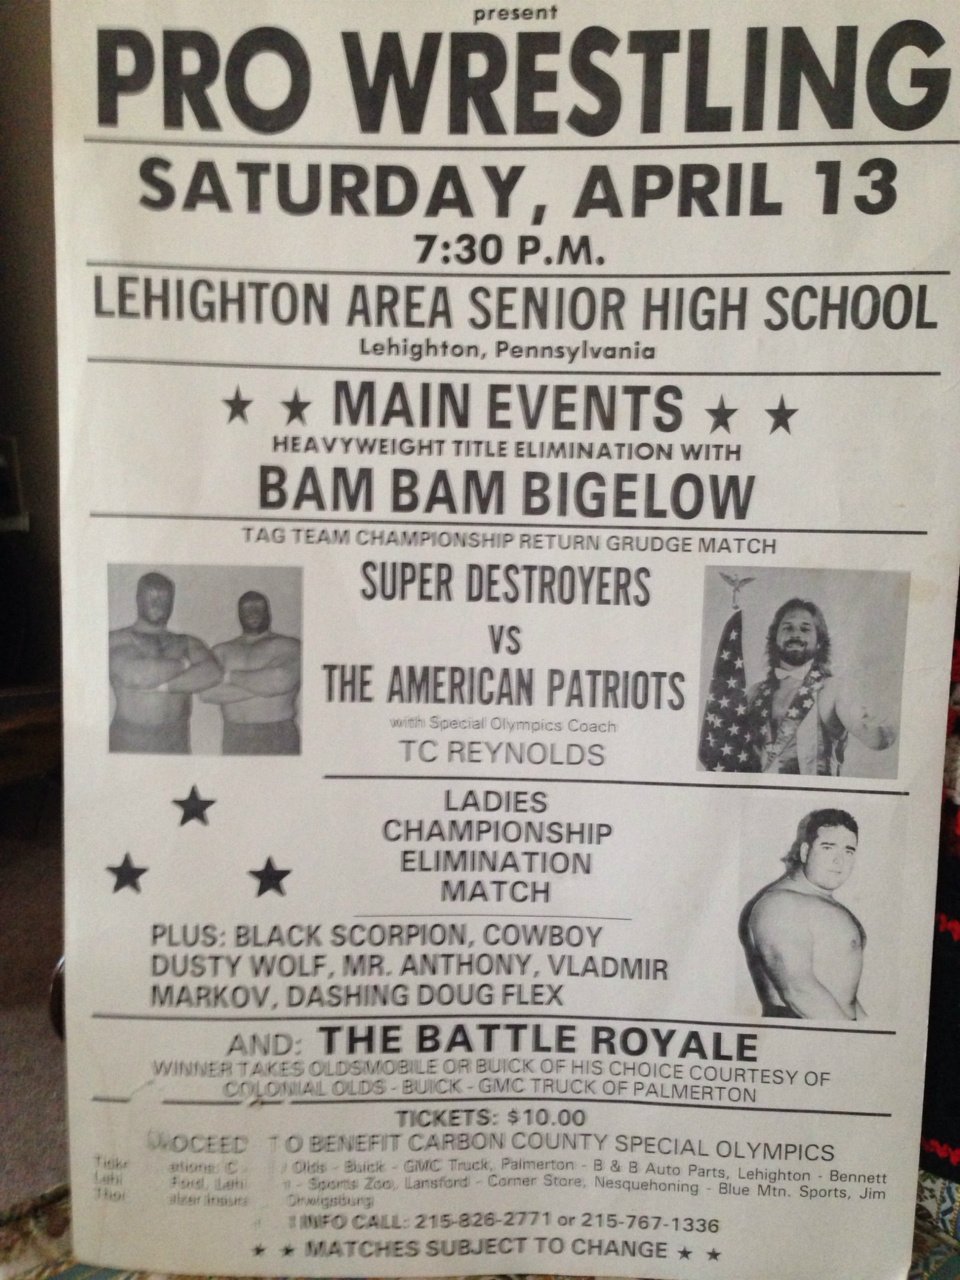 present
PRO WRESTLING
SATURDAY, APRIL 13
7:30 P.M.
LEHIGHTON AREA SENIOR HIGH SCHOOL
Lehighton, Pennsylvania
★ ★ MAIN EVENTS ★ ★
HEAVYWEIGHT TITLE ELIMINATION WITH
BAM BAM BIGELOW
TAG TEAM CHAMPIONSHIP RETURN GRUDGE MATCH
SUPER DESTROYERS
VS
THE AMERICAN PATRIOTS
with Special Olympics Coach
TC REYNOLDS
LADIES
CHAMPIONSHIP
ELIMINATION
MATCH
PLUS: BLACK SCORPION, COWBOY
DUSTY WOLF, MR. ANTHONY, VLADMIR
MARKOV, DASHING DOUG FLEX
AND: THE BATTLE ROYALE
WINNER TAKES OLDSMOBILE OR BUICK OF HIS CHOICE COURTESY OF
COLONIAL OLDS - BUICK - GMC TRUCK OF PALMERTON
TICKETS: $10.00
TO BENEFIT CARBON COUNTY SPECIAL OLYMPICS
Olds - Buick - GMC Truck, Palmerton - B & B Auto Parts, Lehighton - Bennett
Ford, - Sports Zoo, Lansford - Corner Store, Nesquehoning - Blue Mtn. Sports, Jim
Orwigsburg
INFO CALL: 215-826-2771 or 215-767-1336
★ ★ MATCHES SUBJECT TO CHANGE ★ ★